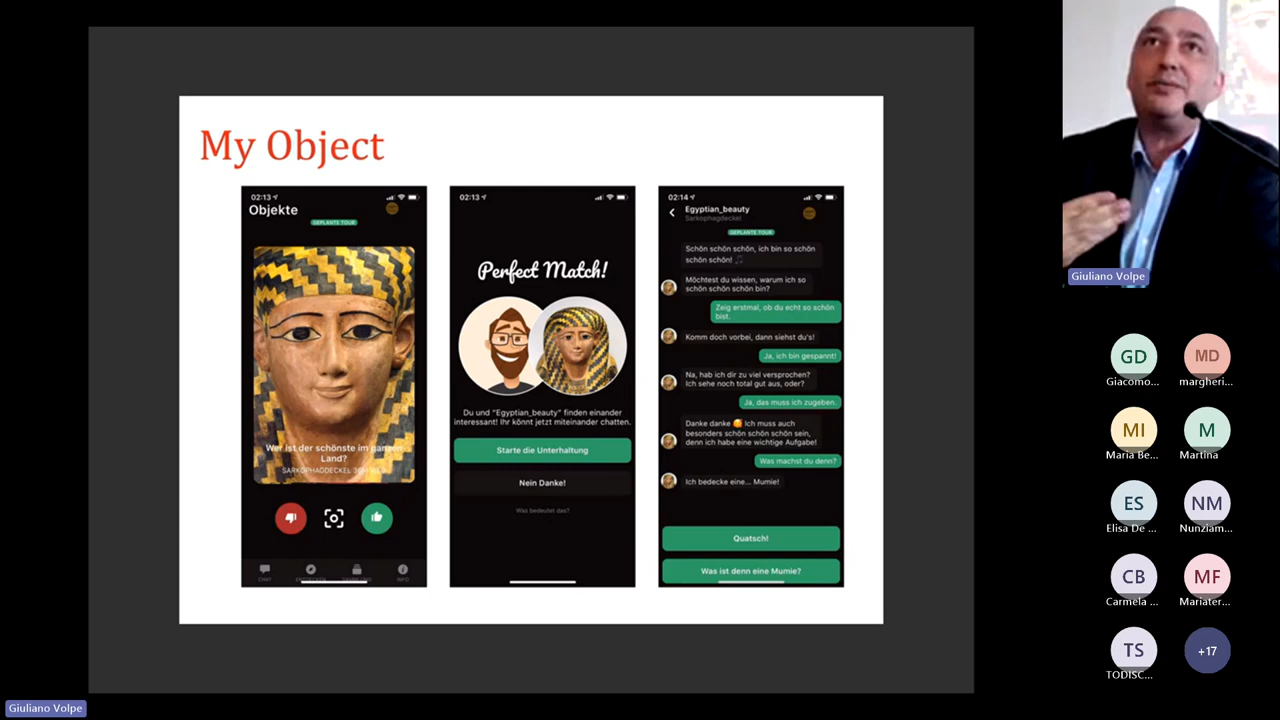 My Object
02:13
Objekte
GEPLANTE TOUR
Wer ist der schönste im ganzen
Land?
SARKOPHAGDECKEL
CHAT
INFO
02:13
Perfect Match!
Du und "Egyptian_beauty" finden einander
interessant! Ihr könnt jetzt miteinander chatten.
Starte die Unterhaltung
Nein Danke!
Was bedeutet das?
02:14
Egyptian_beauty
Sarkophagdeckel
GEPLANTE TOUR
Schön schön schön, ich bin so schön
schön schön! 🎵
Möchtest du wissen, warum ich so
schön schön schön bin?
Zeig erstmal, ob du echt so schön
bist.
Komm doch vorbei, dann siehst du's!
Ja, ich bin gespannt!
Na, hab ich dir zu viel versprochen?
Ich sehe noch total gut aus, oder?
Ja, das muss ich zugeben.
Danke danke 🥰 Ich muss auch
besonders schön schön schön sein,
denn ich habe eine wichtige Aufgabe!
Was machst du denn?
Ich bedecke eine... Mumie!
Quatsch!
Was ist denn eine Mumie?
Giuliano Volpe
GD
Giacomo...
MD
margheri...
MI
Maria Be...
M
Martina
ES
Elisa De ...
NM
Nunziam...
CB
Carmela ...
MF
Mariater...
TS
TODISC...
+17
Giuliano Volpe